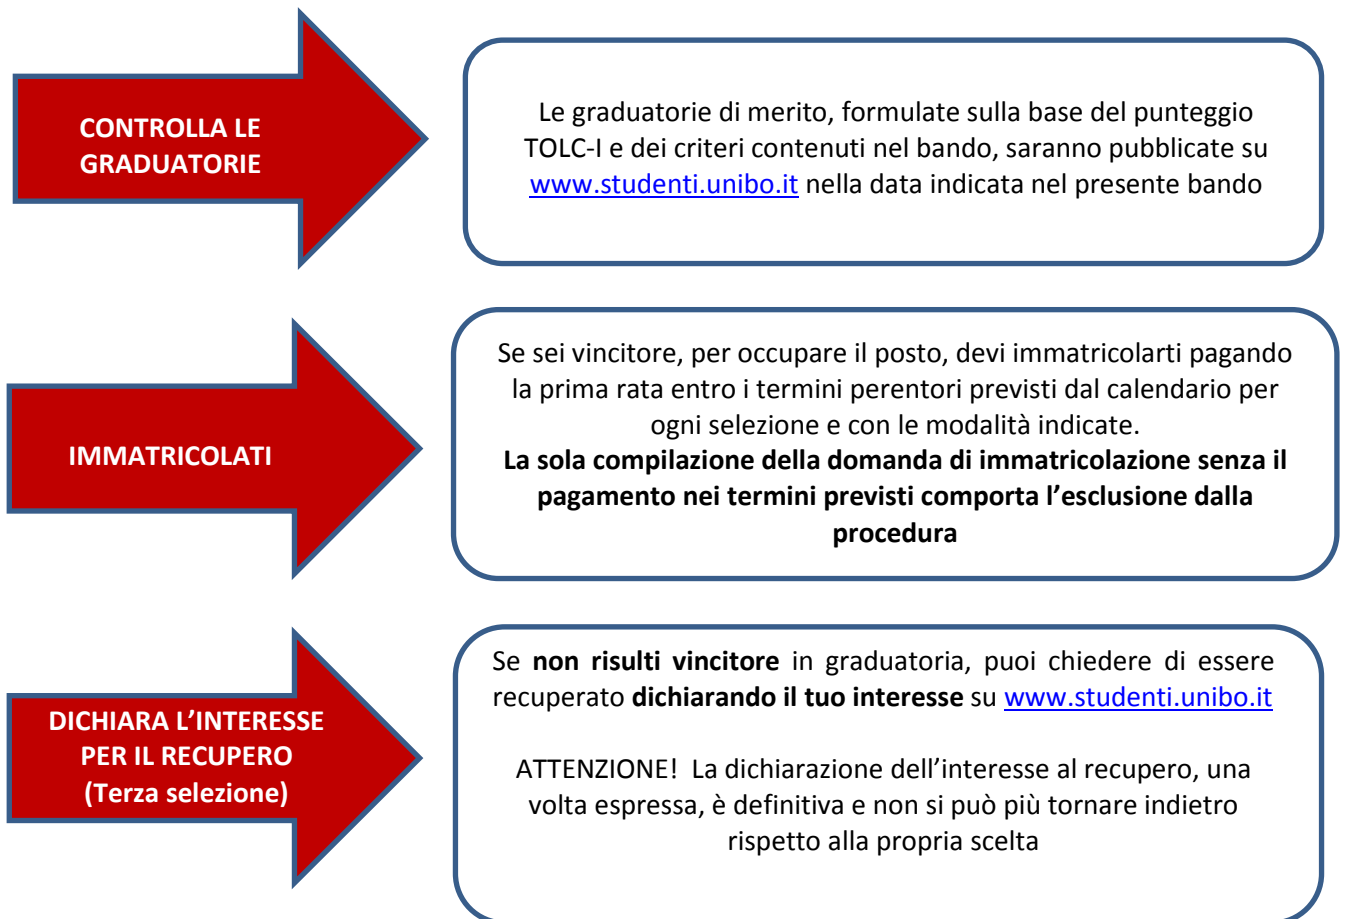 CONTROLLA LE
GRADUATORIE
Le graduatorie di merito, formulate sulla base del punteggio
TOLC-I e dei criteri contenuti nel bando, saranno pubblicate su
www.studenti.unibo.it nella data indicata nel presente bando
IMMATRICOLATI
Se sei vincitore, per occupare il posto, devi immatricolarti pagando
la prima rata entro i termini perentori previsti dal calendario per
ogni selezione e con le modalità indicate.
La sola compilazione della domanda di immatricolazione senza il
pagamento nei termini previsti comporta l’esclusione dalla
procedura
DICHIARA L’INTERESSE
PER IL RECUPERO
(Terza selezione)
Se non risulti vincitore in graduatoria, puoi chiedere di essere
recuperato dichiarando il tuo interesse su www.studenti.unibo.it
ATTENZIONE! La dichiarazione dell’interesse al recupero, una
volta espressa, è definitiva e non si può più tornare indietro
rispetto alla propria scelta